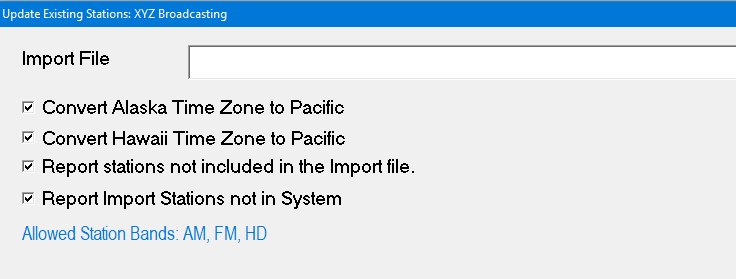 Update Existing Stations: XYZ Broadcasting
Import File
Convert Alaska Time Zone to Pacific
Convert Hawaii Time Zone to Pacific
Report stations not included in the Import file.
Report Import Stations not in System
Allowed Station Bands: AM, FM, HD